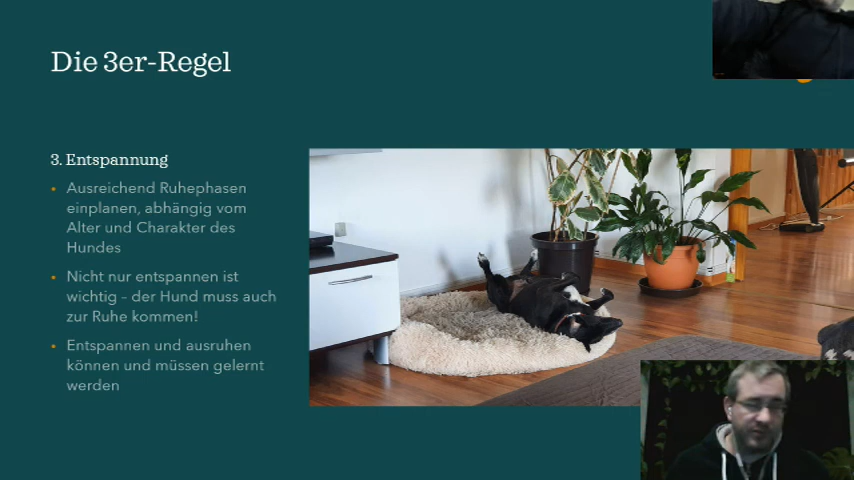 Die 3er-Regel
3. Entspannung
• Ausreichend Ruhephasen
einplanen, abhängig vom
Alter und Charakter des
Hundes
• Nicht nur entspannen ist
wichtig – der Hund muss auch
zur Ruhe kommen!
• Entspannen und ausruhen
können und müssen gelernt
werden